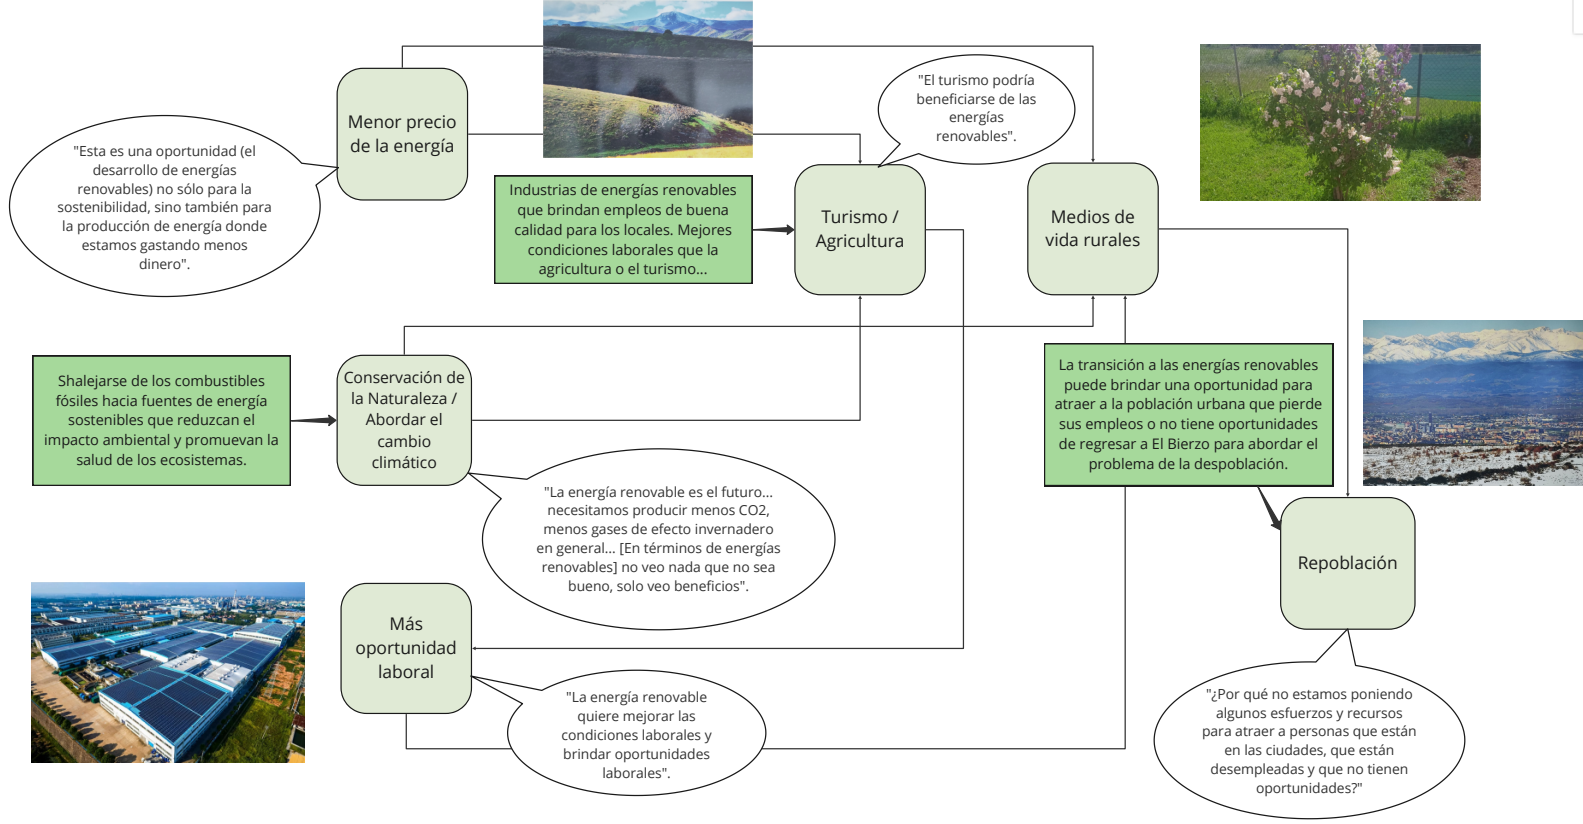 Menor precio
de la energía
"Esta es una oportunidad (el
desarrollo de energías
renovables) no sólo para la
sostenibilidad, sino también para
la producción de energía donde
estamos gastando menos
dinero".
"El turismo podría
beneficiarse de las
energías
renovables".
Industrias de energías renovables
que brindan empleos de buena
calidad para los locales. Mejores
condiciones laborales que la
agricultura o el turismo...
Turismo /
Agricultura
Medios de
vida rurales
Shalejarse de los combustibles
fósiles hacia fuentes de energía
sostenibles que reduzcan el
impacto ambiental y promuevan la
salud de los ecosistemas.
Conservación de
la Naturaleza /
Abordar el
cambio
climático
La transición a las energías renovables
puede brindar una oportunidad para
atraer a la población urbana que pierde
sus empleos o no tiene oportunidades
de regresar a El Bierzo para abordar el
problema de la despoblación.
"La energía renovable es el futuro...
necesitamos producir menos CO2,
menos gases de efecto invernadero
en general... [En términos de energías
renovables] no veo nada que no sea
bueno, solo veo beneficios".
Repoblación
Más
oportunidad
laboral
"La energía renovable
quiere mejorar las
condiciones laborales y
brindar oportunidades
laborales".
"¿Por qué no estamos poniendo
algunos esfuerzos y recursos
para atraer a personas que están
en las ciudades, que están
desempleadas y que no tienen
oportunidades?"